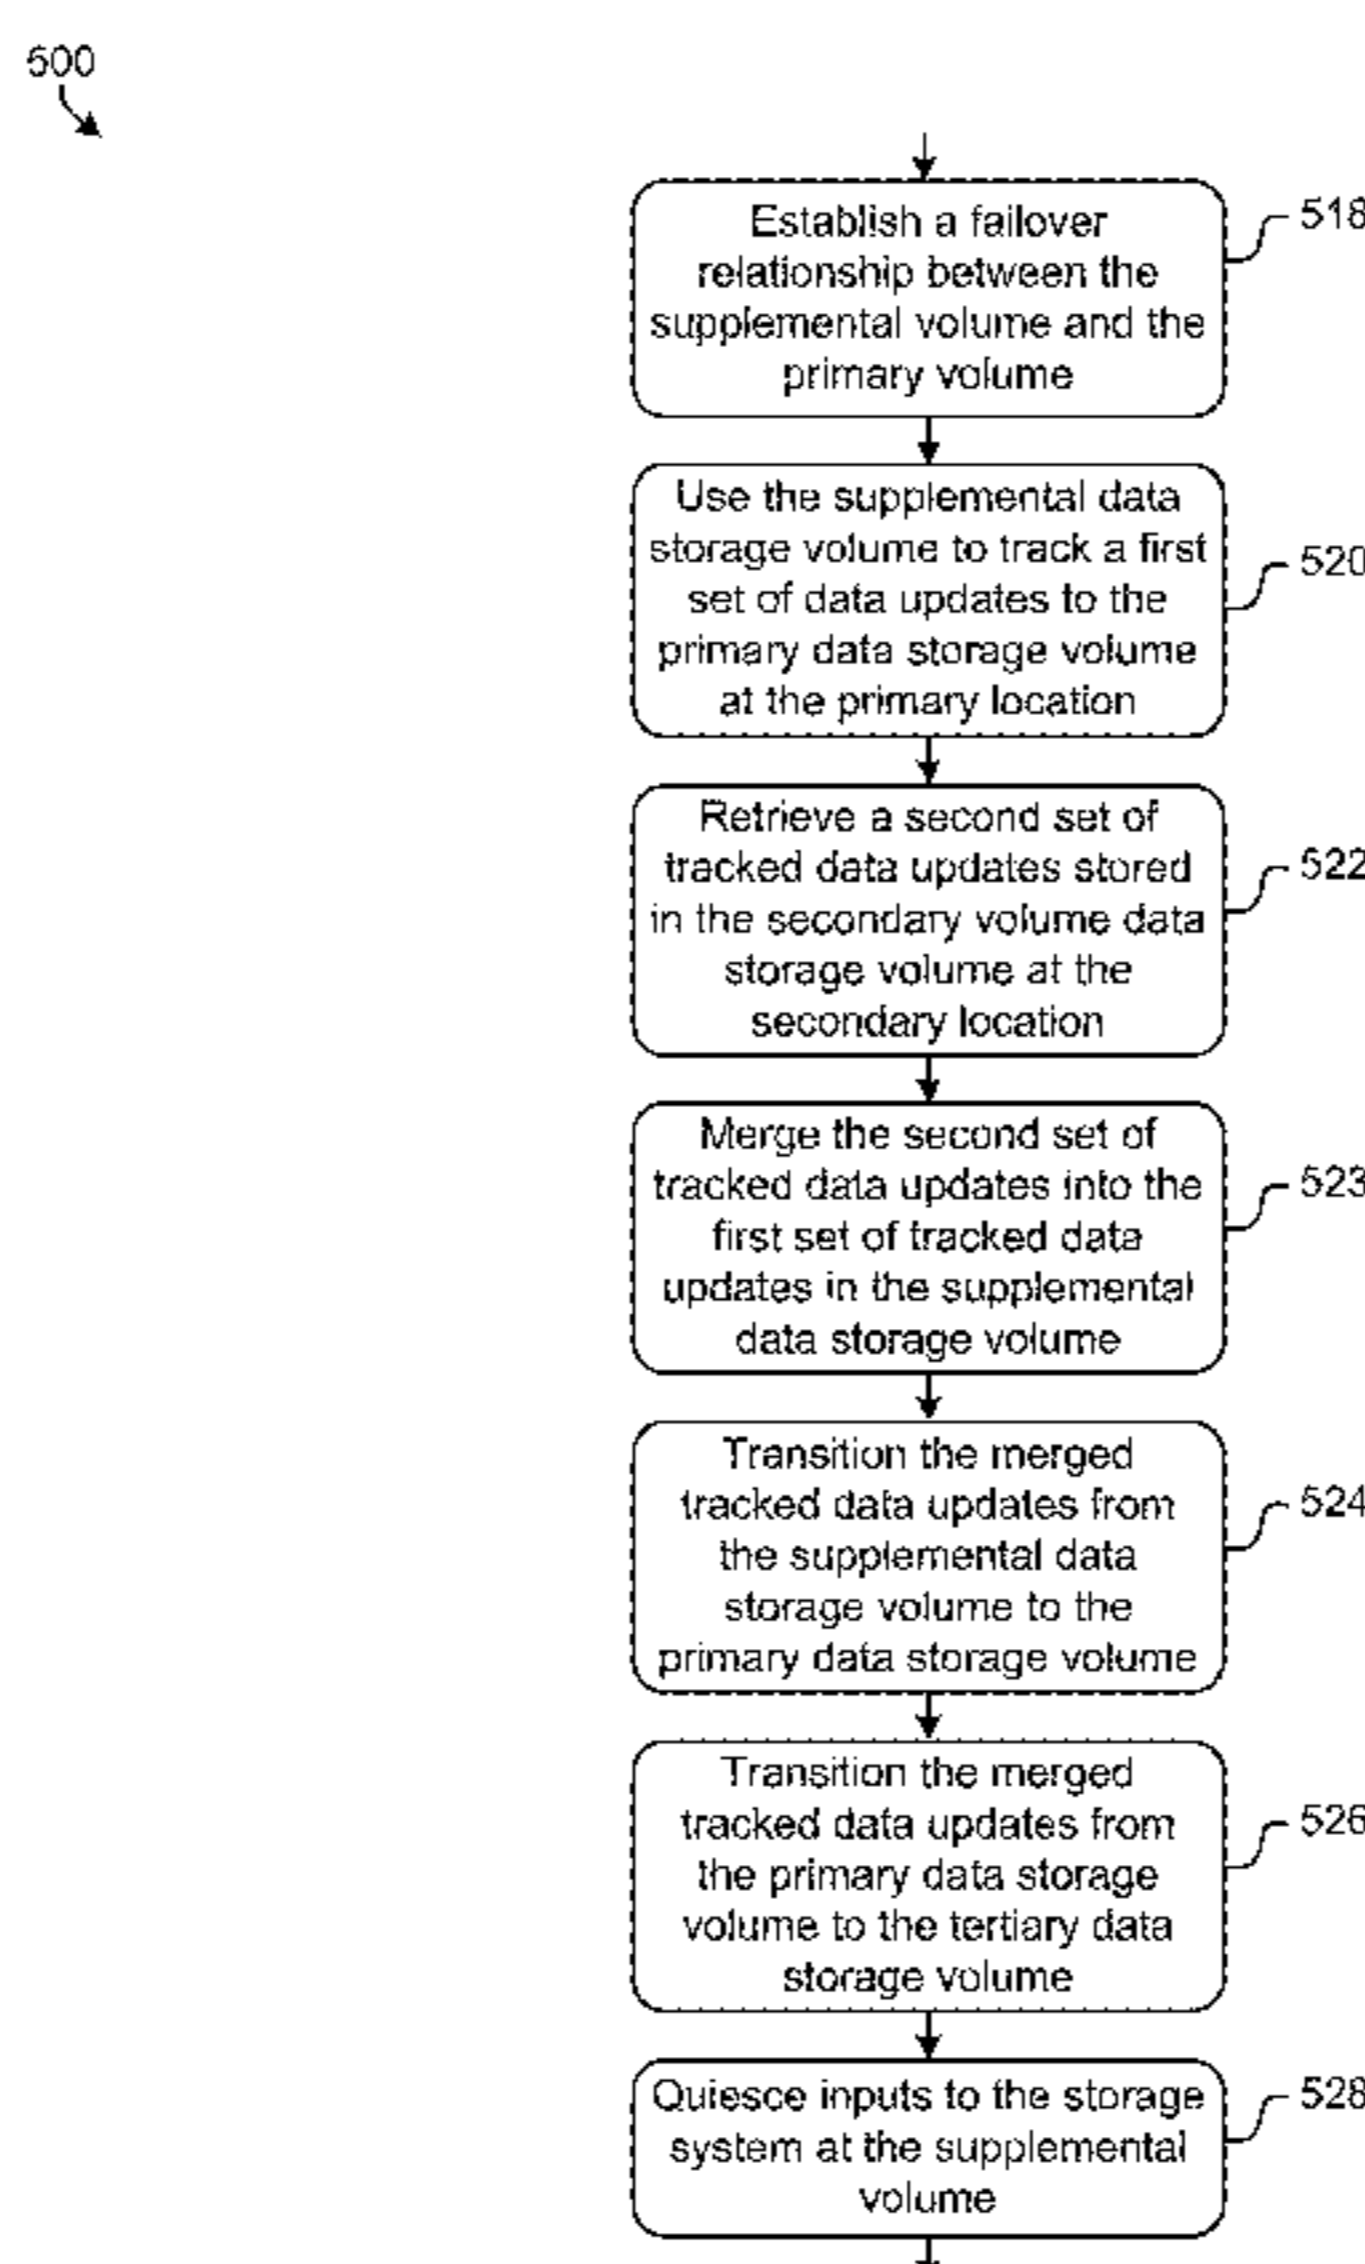 500
Establish a failover
relationship between the
supplemental volume and the
primary volume
518
Use the supplemental data
storage volume to track a first
set of data updates to the
primary data storage volume
at the primary location
520
Retrieve a second set of
tracked data updates stored
in the secondary volume data
storage volume at the
secondary location
522
Merge the second set of
tracked data updates into the
first set of tracked data
updates in the supplemental
data storage volume
523
Transition the merged
tracked data updates from
the supplemental data
storage volume to the
primary data storage volume
524
Transition the merged
tracked data updates from
the primary data storage
volume to the tertiary data
storage volume
526
Quiesce inputs to the storage
system at the supplemental
volume
528